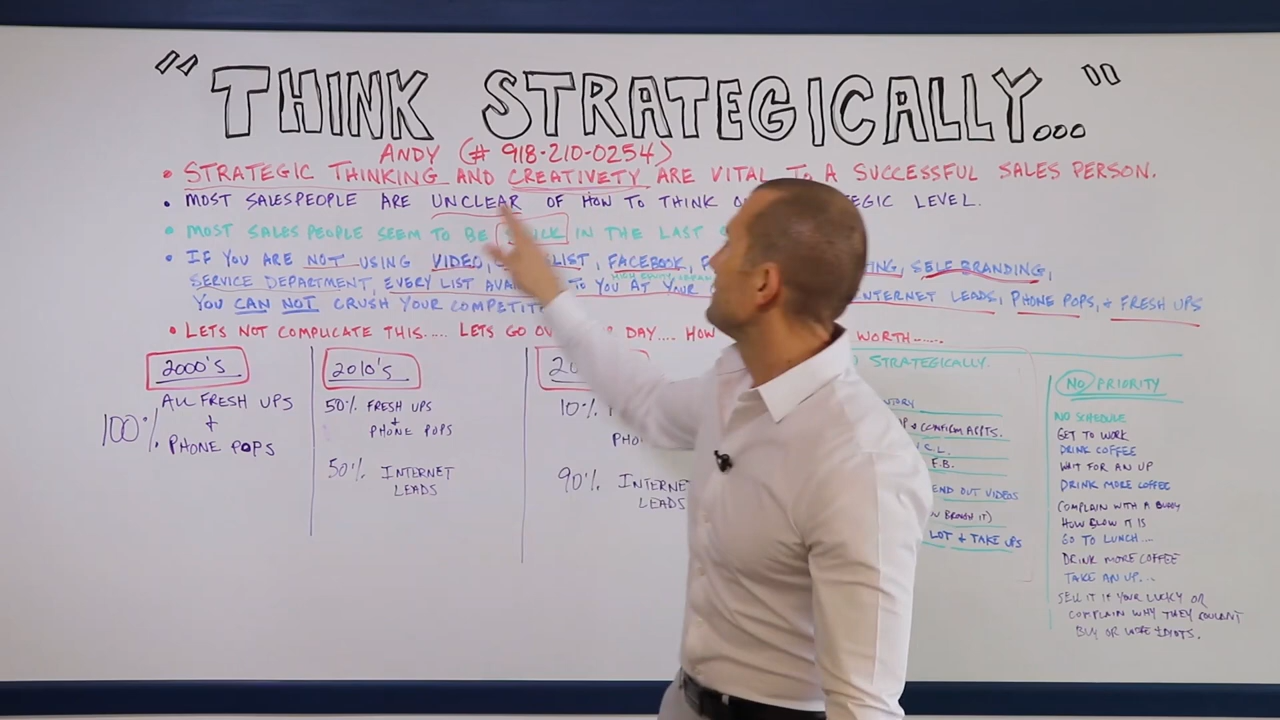 "THINK STRATEGICALLY..."
ANDY (# 918-210-0254)
• STRATEGIC THINKING AND CREATIVETY ARE VITAL TO A SUCCESSFUL SALES PERSON.
• MOST SALESPEOPLE ARE UNCLEAR OF HOW TO THINK LEVEL.
• MOST SALES PEOPLE SEEM TO BE IN THE LAST
• IF YOU ARE NOT USING VIDEO, FACEBOOK, SELF BRANDING,
SERVICE DEPARTMENT, EVERY LIST TO YOU AT YOUR INTERNET LEADS, PHONE POPS, + FRESH UPS
YOU CAN NOT CRUSH YOUR
• LETS NOT COMPLICATE THIS..... LETS GO DAY.... HOW WORTH.......
2000'S
100%
ALL FRESH UPS
+
PHONE POPS
2010'S
50% FRESH UPS
+
PHONE POPS
50% INTERNET
LEADS
10%
90% INTERNE
LEADS
STRATEGICALLY.
CONFIRM APPTS.
F.B.
END OUT VIDEOS
LOT + TAKE UPS
NO PRIORITY
NO SCHEDULE
GET TO WORK
DRINK COFFEE
WAIT FOR AN UP
DRINK MORE COFFEE
COMPLAIN WITH A BUDDY
HOW SLOW IT IS
GO TO LUNCH....
DRINK MORE COFFEE
TAKE AN UP...
SELL IT IF YOUR LUCKY OR
COMPLAIN WHY THEY COULDNT
BUY OR WERE IDIOTS.